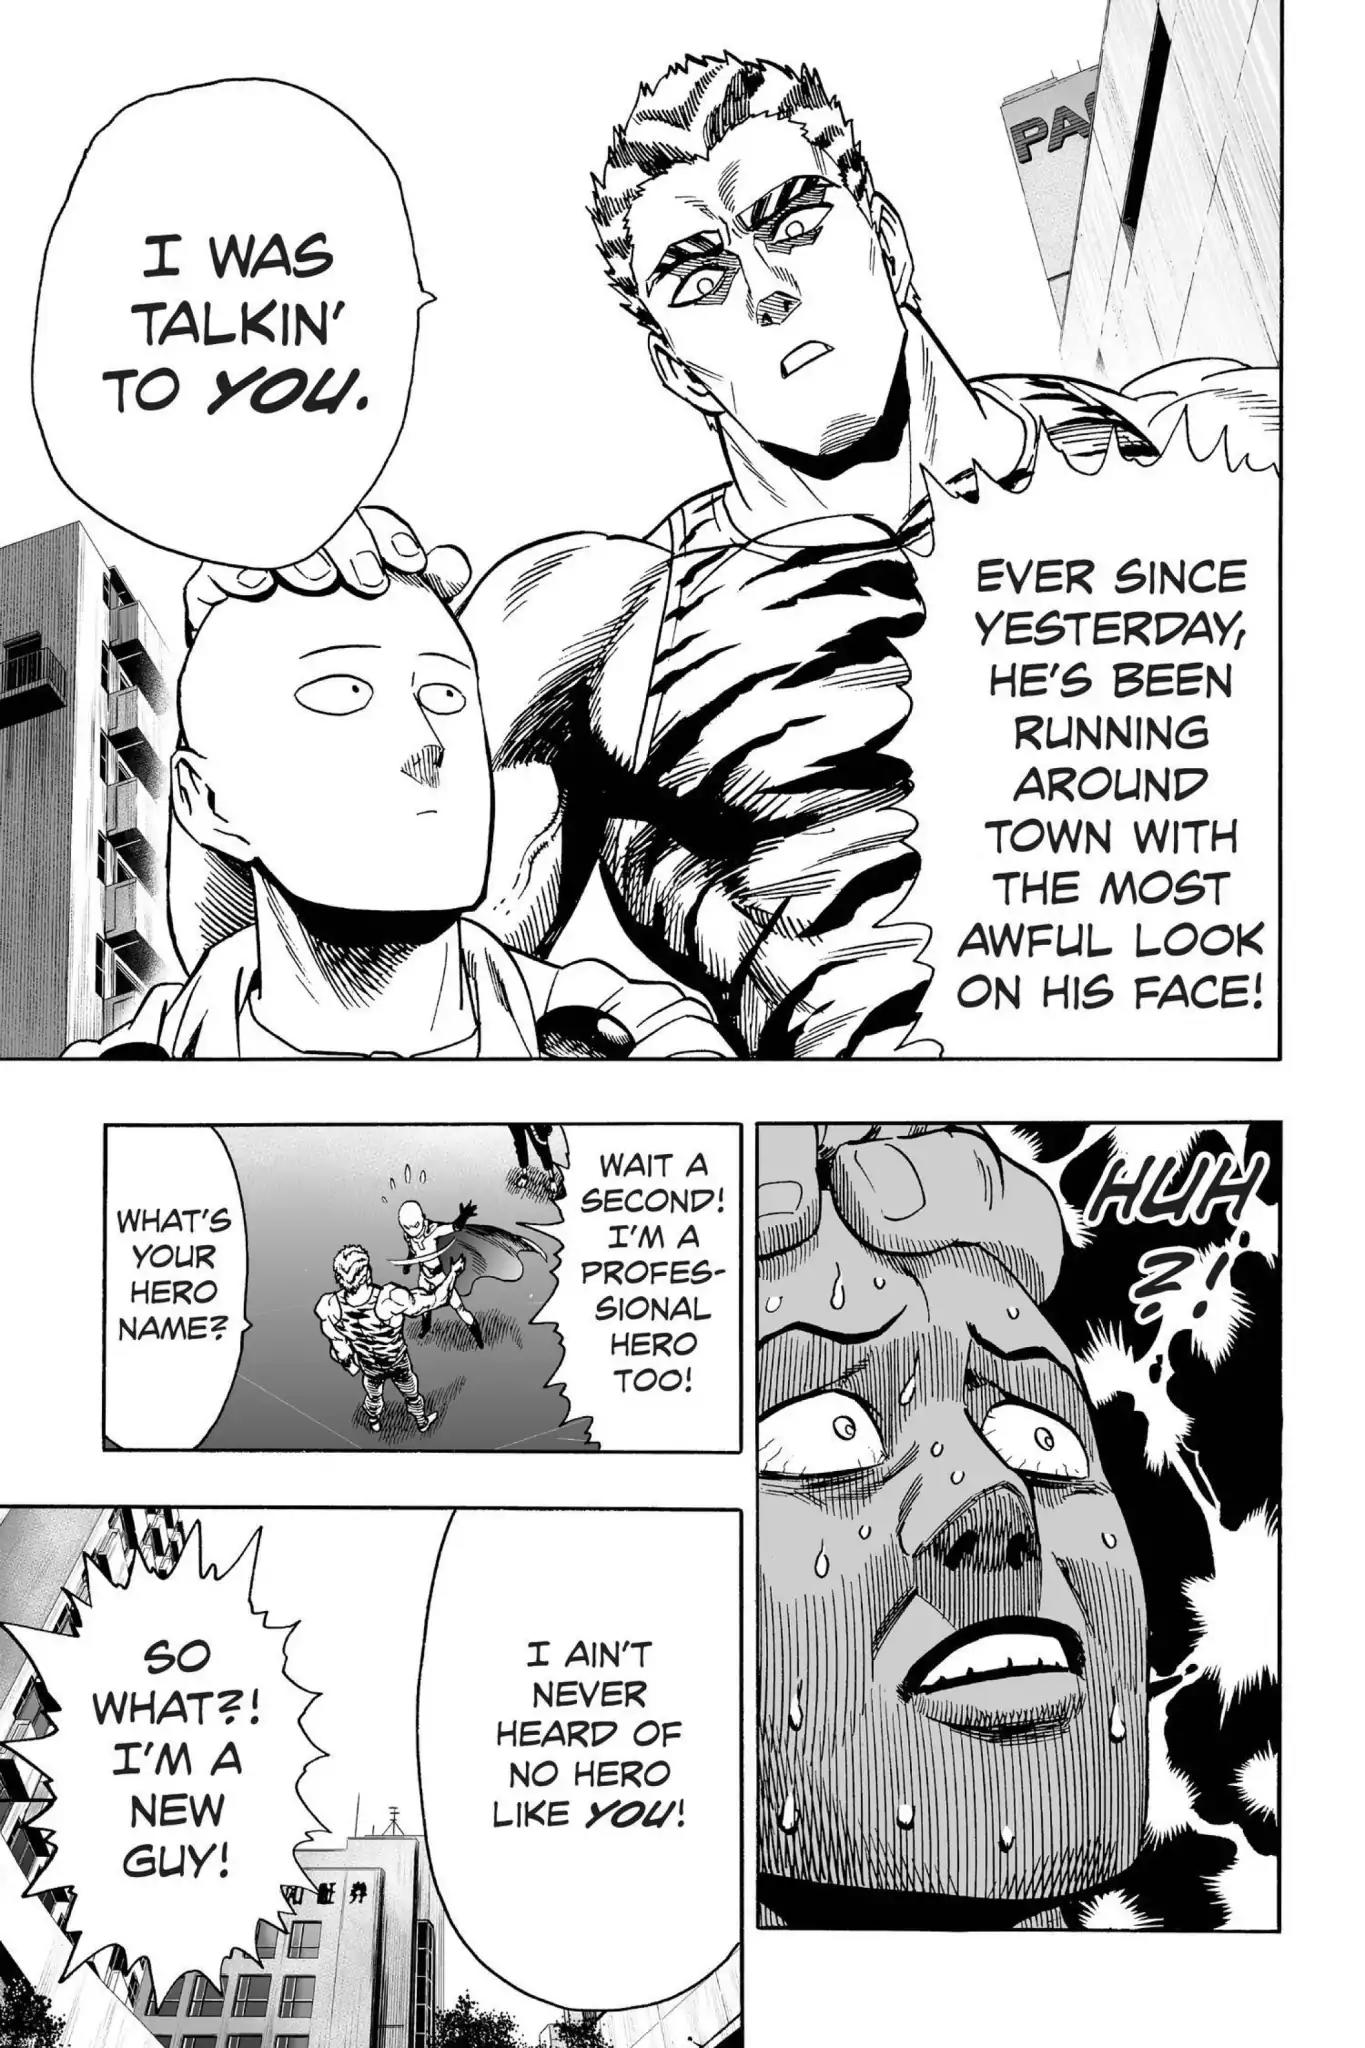 PA
EVER SINCE
YESTERDAY,
HE'S BEEN
RUNNING
AROUND
TOWN WITH
THE MOST
AWFUL LOOK
ON HIS FACE!
I WAS
TALKIN'
TO YOU.
HUH
?!
WAIT A
SECOND!
I'M A
PROFES-
SIONAL
HERO
TOO!
WHAT'S
YOUR
HERO
NAME?
I AIN'T
NEVER
HEARD OF
NO HERO
LIKE YOU!
SO
WHAT?!
I'M A
NEW
GUY!
証券